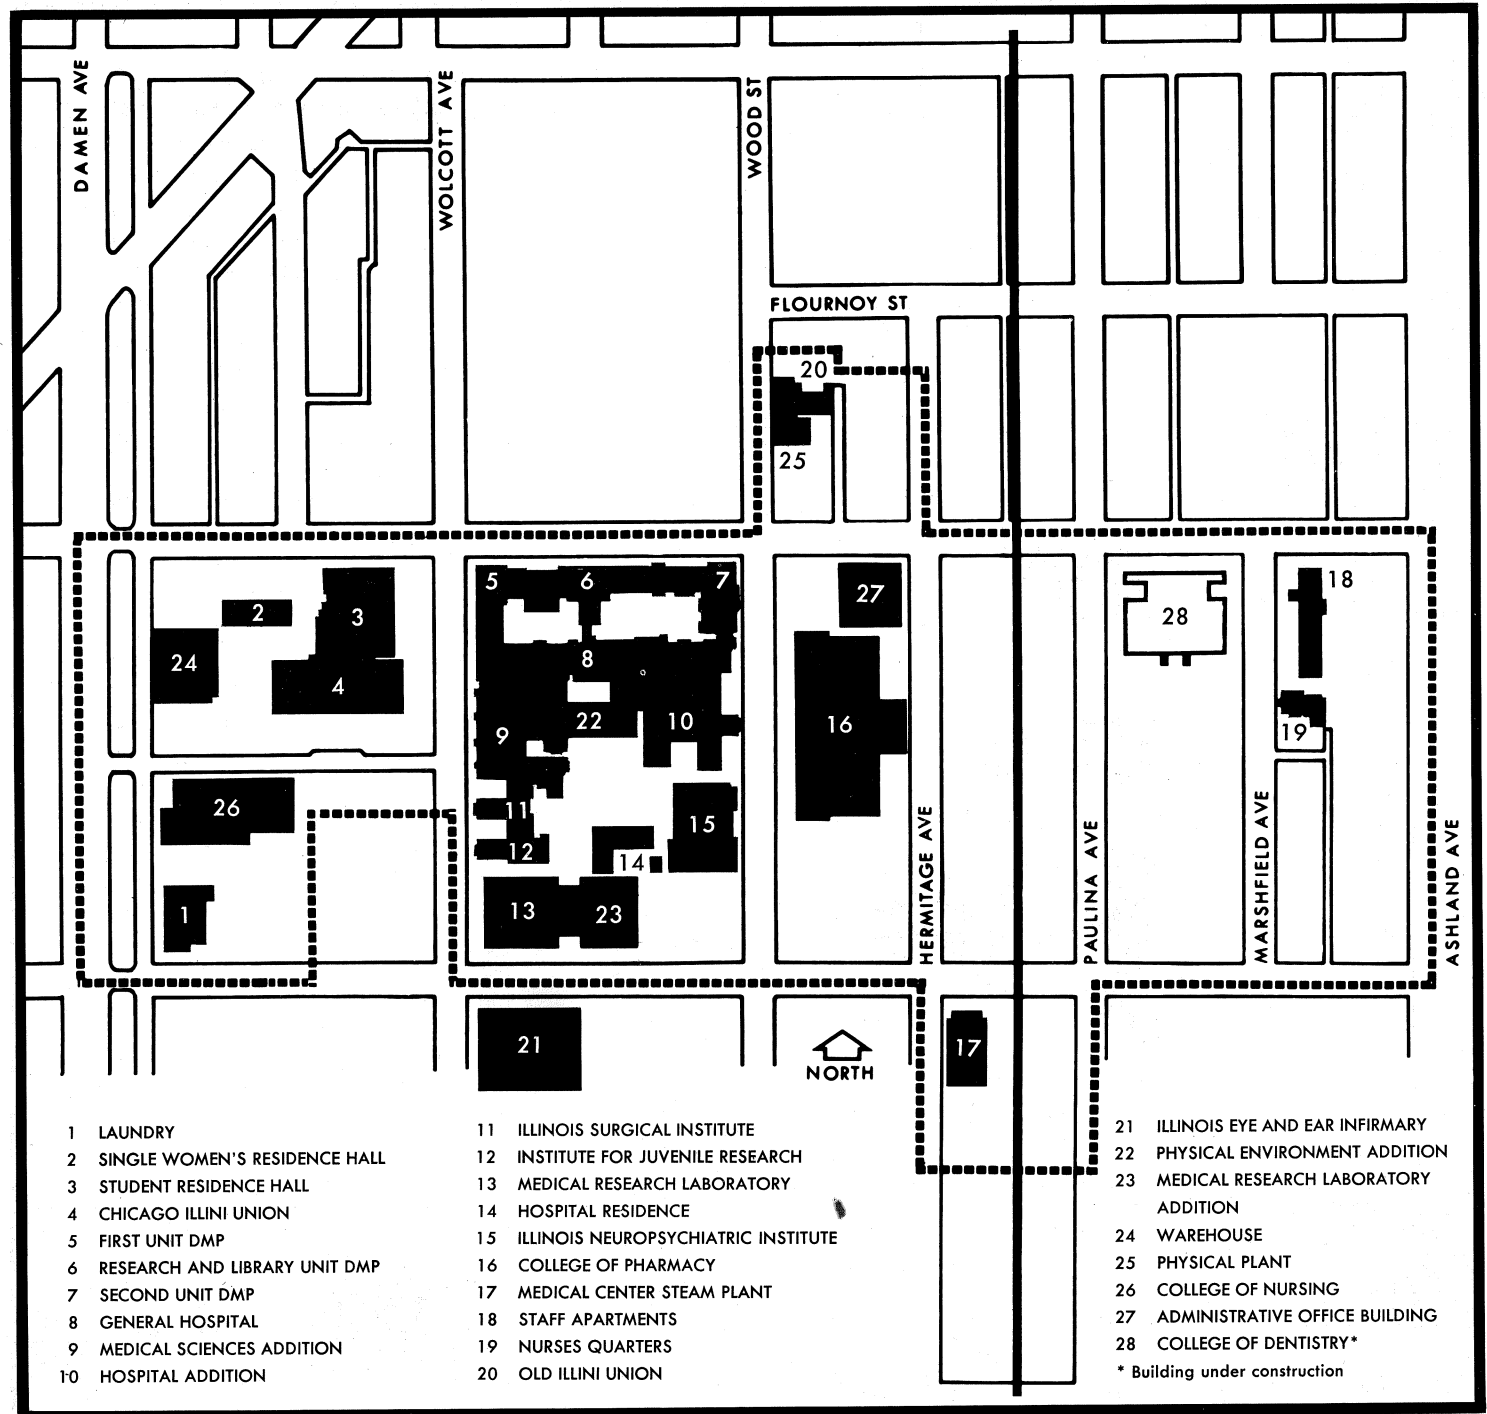 DAMEN AVE
WOLCOTT AVE
WOOD ST
FLOURNOY ST
20
25
5
6
7
27
18
2
3
28
24
8
4
22
10
9
16
19
26
11
15
12
14
1
13
23
HERMITAGE AVE
PAULINA AVE
MARSHFIELD AVE
ASHLAND AVE
21
17
NORTH
1 LAUNDRY
2 SINGLE WOMEN'S RESIDENCE HALL
3 STUDENT RESIDENCE HALL
4 CHICAGO ILLINI UNION
5 FIRST UNIT DMP
6 RESEARCH AND LIBRARY UNIT DMP
7 SECOND UNIT DMP
8 GENERAL HOSPITAL
9 MEDICAL SCIENCES ADDITION
10 HOSPITAL ADDITION
11 ILLINOIS SURGICAL INSTITUTE
12 INSTITUTE FOR JUVENILE RESEARCH
13 MEDICAL RESEARCH LABORATORY
14 HOSPITAL RESIDENCE
15 ILLINOIS NEUROPSYCHIATRIC INSTITUTE
16 COLLEGE OF PHARMACY
17 MEDICAL CENTER STEAM PLANT
18 STAFF APARTMENTS
19 NURSES QUARTERS
20 OLD ILLINI UNION
21 ILLINOIS EYE AND EAR INFIRMARY
22 PHYSICAL ENVIRONMENT ADDITION
23 MEDICAL RESEARCH LABORATORY
ADDITION
24 WAREHOUSE
25 PHYSICAL PLANT
26 COLLEGE OF NURSING
27 ADMINISTRATIVE OFFICE BUILDING
28 COLLEGE OF DENTISTRY*
* Building under construction